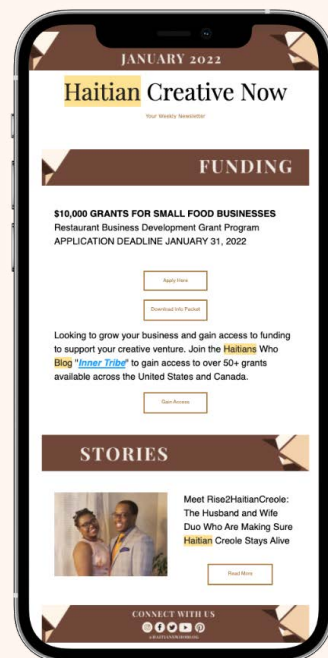 JANUARY 2022
Haitian Creative Now
Your Weekly Newsletter
FUNDING
$10,000 GRANTS FOR SMALL FOOD BUSINESSES
Restaurant Business Development Grant Program
APPLICATION DEADLINE JANUARY 31, 2022
Apply Here
Download Info Packet
Looking to grow your business and gain access to funding
to support your creative venture. Join the Haitians Who
Blog "Inner Tribe" to gain access to over 50+ grants
available across the United States and Canada.
Gain Access
STORIES
Meet Rise2HaitianCreole:
The Husband and Wife
Duo Who Are Making Sure
Haitian Creole Stays Alive
Read More
CONNECT WITH US
@HAITIANSWHOBLOG